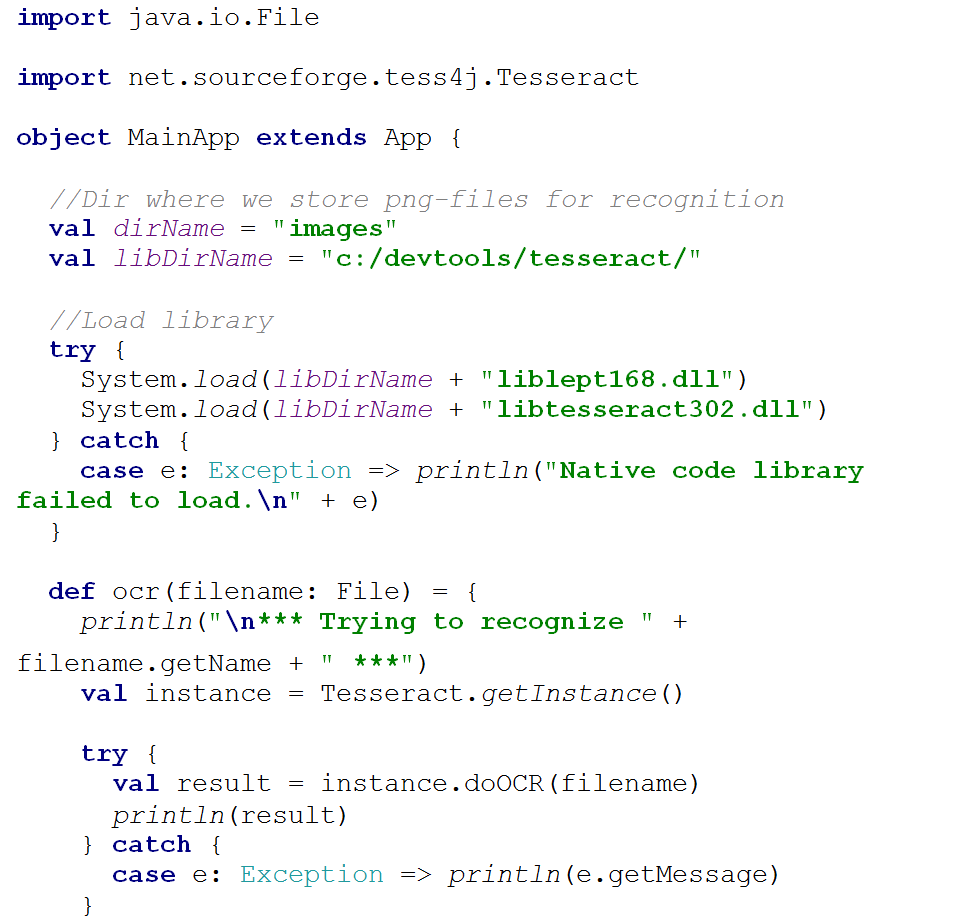 import java.io.File
import net.sourceforge.tess4j.Tesseract
object MainApp extends App {
  //Dir where we store png-files for recognition
  val dirName = "images"
  val libDirName = "c:/devtools/tesseract/"
  //Load library
  try {
    System.load(libDirName + "liblept168.dll")
    System.load(libDirName + "libtesseract302.dll")
  } catch {
    case e: Exception => println("Native code library
failed to load.\n" + e)
  }
  def ocr(filename: File) = {
    println("\n*** Trying to recognize " +
filename.getName + " ***")
    val instance = Tesseract.getInstance()
    try {
      val result = instance.doOCR(filename)
      println(result)
    } catch {
      case e: Exception => println(e.getMessage)
    }